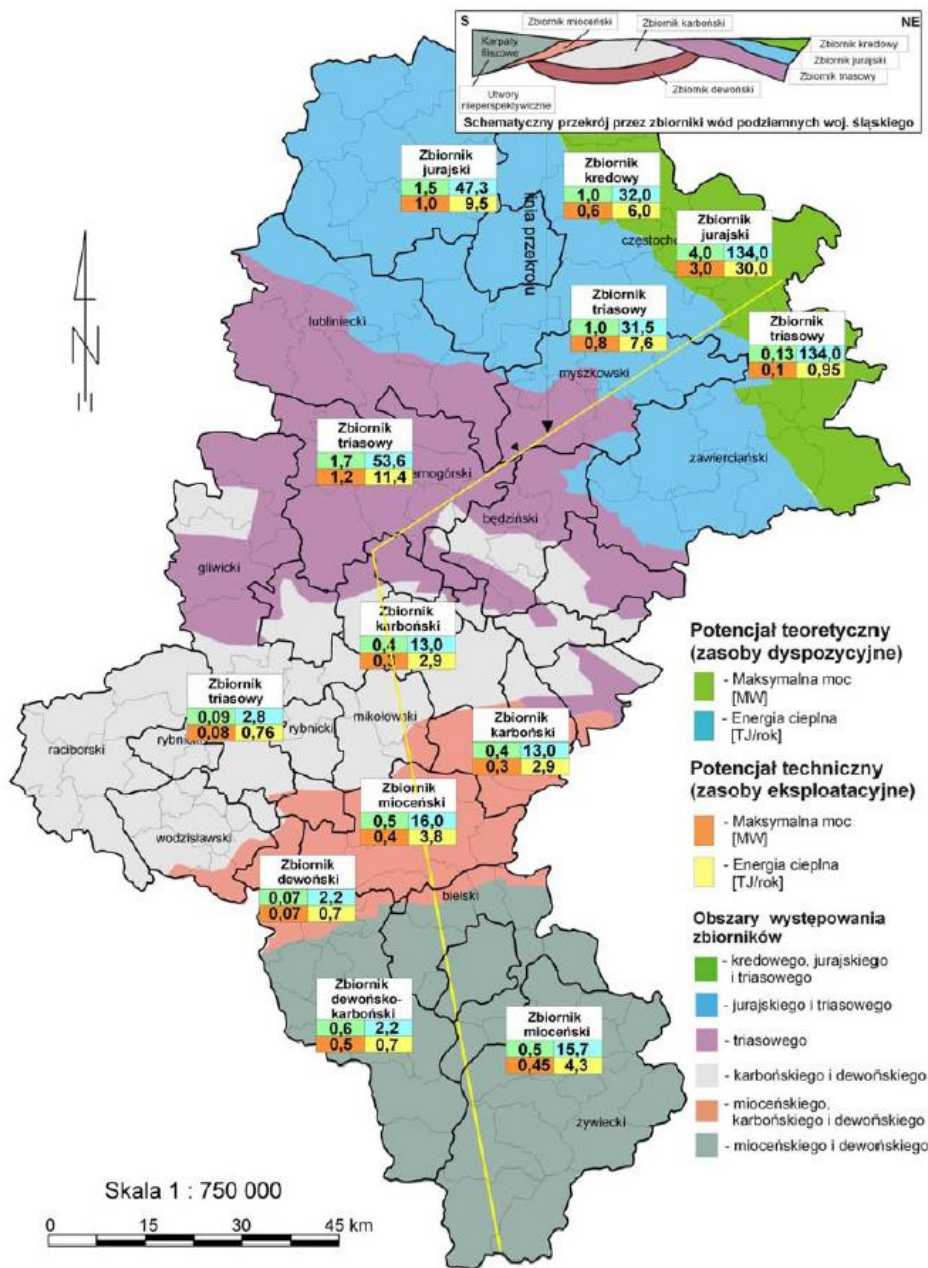 S
NE
Zbiornik mioceński
Zbiornik karboński
Karpaty
fliszowe
Zbiornik kredowy
Zbiornik jurajski
Zbiornik triasowy
Zbiornik dewoński
Utwory
nieperspektywiczne
Schematyczny przekrój przez zbiorniki wód podziemnych woj. śląskiego
Zbiornik
jurajski
1,5 47,3
1,0 9,5
Zbiornik
kredowy
1,0 32,0
0,6 6,0
linia przekroju
często
Zbiornik
jurajski
4,0 134,0
3,0 30,0
Zbiornik
triasowy
1,0 31,5
0,8 7,6
Zbiornik
triasowy
0,13 134,0
0,1 0,95
lubliniecki
myszkowski
Zbiornik
triasowy
1,7 53,6
1,2 11,4
amogórski
zawierciański
będziński
gliwicki
Zbiornik
karboński
0,4 13,0
0,3 2,9
Zbiornik
triasowy
0,09 2,8
0,08 0,76
raciborski
rybnicki
rybnicki
mikołowski
Zbiornik
karboński
0,4 13,0
0,3 2,9
Zbiornik
mioceński
0,5 16,0
0,4 3,8
wodzisławski
Zbiornik
dewoński
0,07 2,2
0,07 0,7
bielski
Zbiornik
dewońsko-
karboński
0,6 2,2
0,5 0,7
Zbiornik
mioceński
0,5 15,7
0,45 4,3
żywiecki
Potencjał teoretyczny
(zasoby dyspozycyjne)
- Maksymalna moc
[MW]
- Energia cieplna
[TJ/rok]
Potencjał techniczny
(zasoby eksploatacyjne)
- Maksymalna moc
[MW]
- Energia cieplna
[TJ/rok]
Obszary występowania
zbiorników
- kredowego, jurajskiego
i triasowego
- jurajskiego i triasowego
- triasowego
- karbońskiego i dewońskiego
- mioceńskiego,
karbońskiego i dewońskiego
- mioceńskiego i dewońskiego
N
Skala 1 : 750 000
0 15 30 45 km